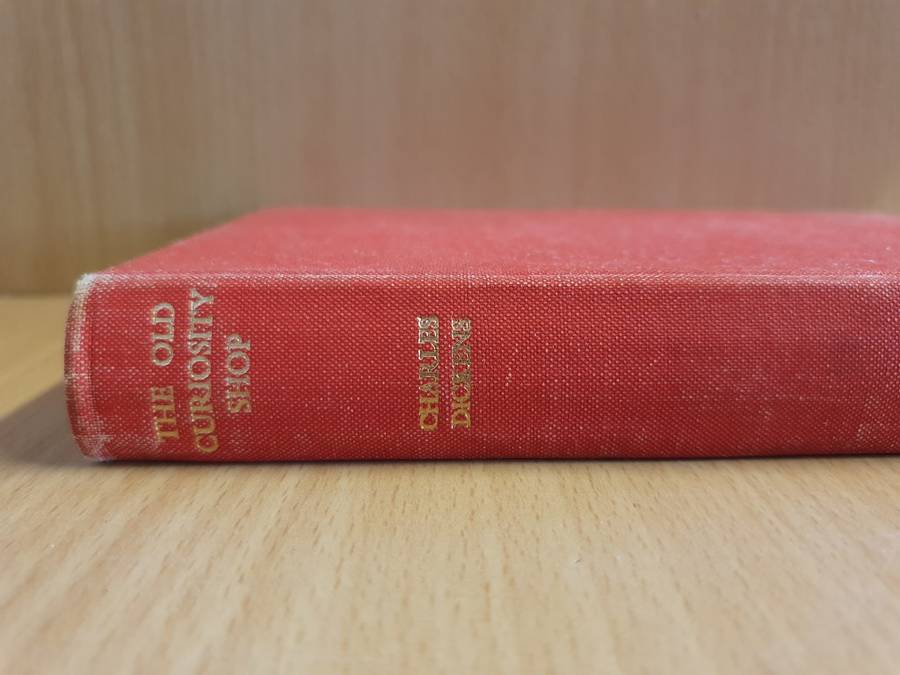 THE OLD
CURIOSITY
SHOP
CHARLES
DICKENS